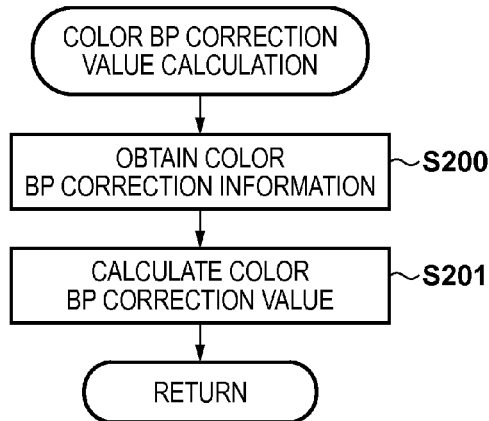 COLOR BP CORRECTION
VALUE CALCULATION
OBTAIN COLOR
BP CORRECTION INFORMATION
S200
CALCULATE COLOR
BP CORRECTION VALUE
S201
RETURN